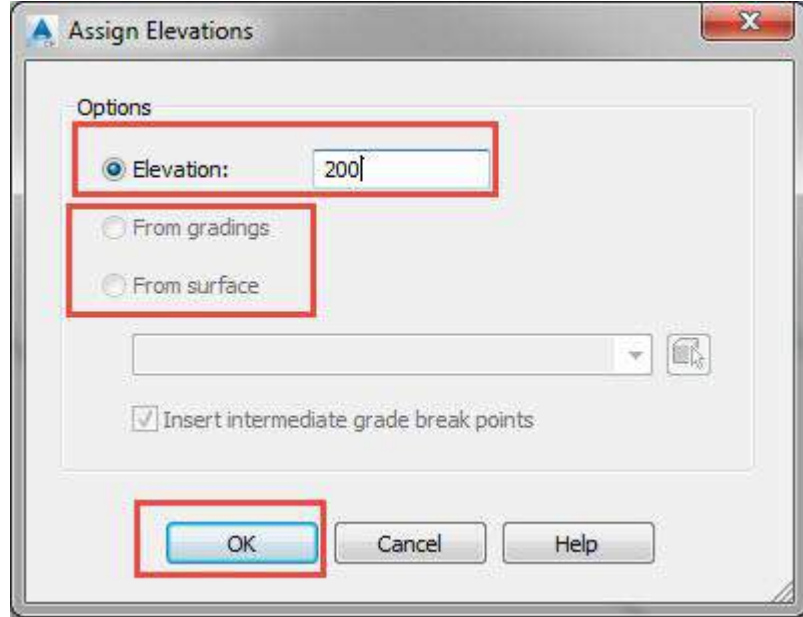 Assign Elevations
Options
Elevation: 200
From gradings
From surface
Insert intermediate grade break points
OK Cancel Help